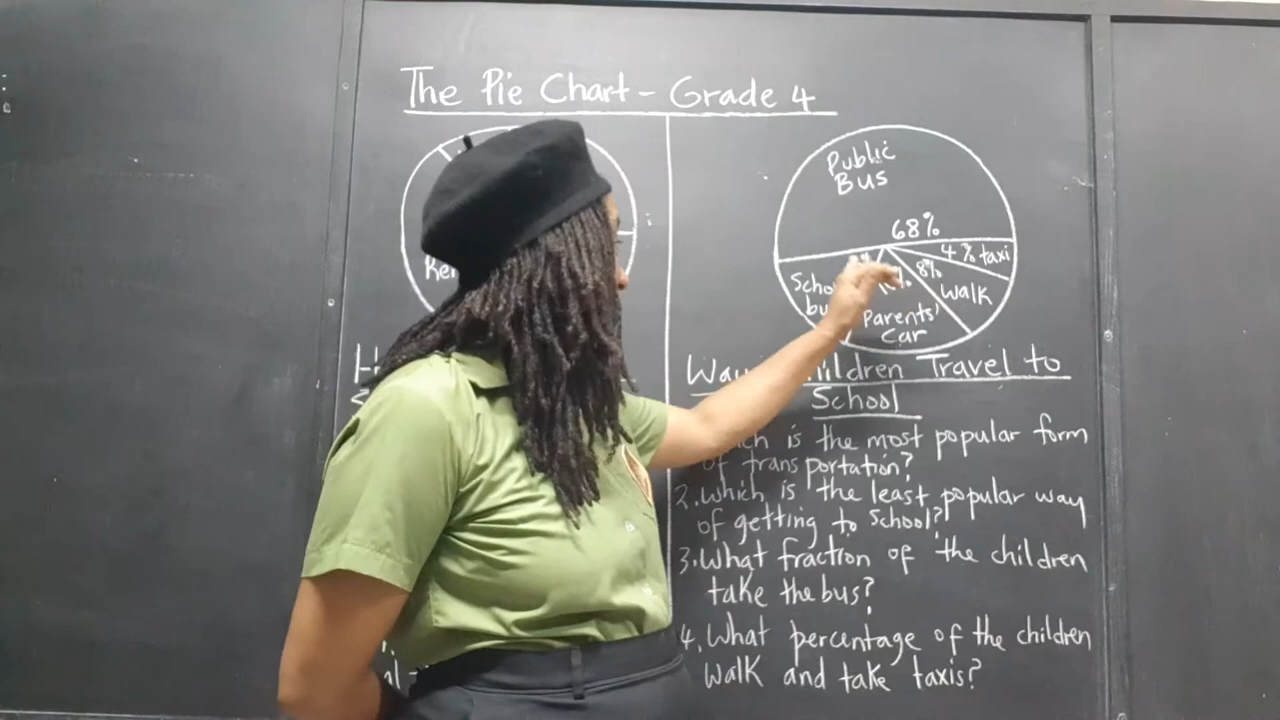 The Pie Chart - Grade 4
Public
Bus
68%
4% taxi
8%
Walk
Parents'
Car
Travel to
School
is the most popular form
of transportation?
2. Which is the least popular way
of getting to School?
3. What fraction of the children
take the bus?
4. What percentage of the children
walk and take taxis?